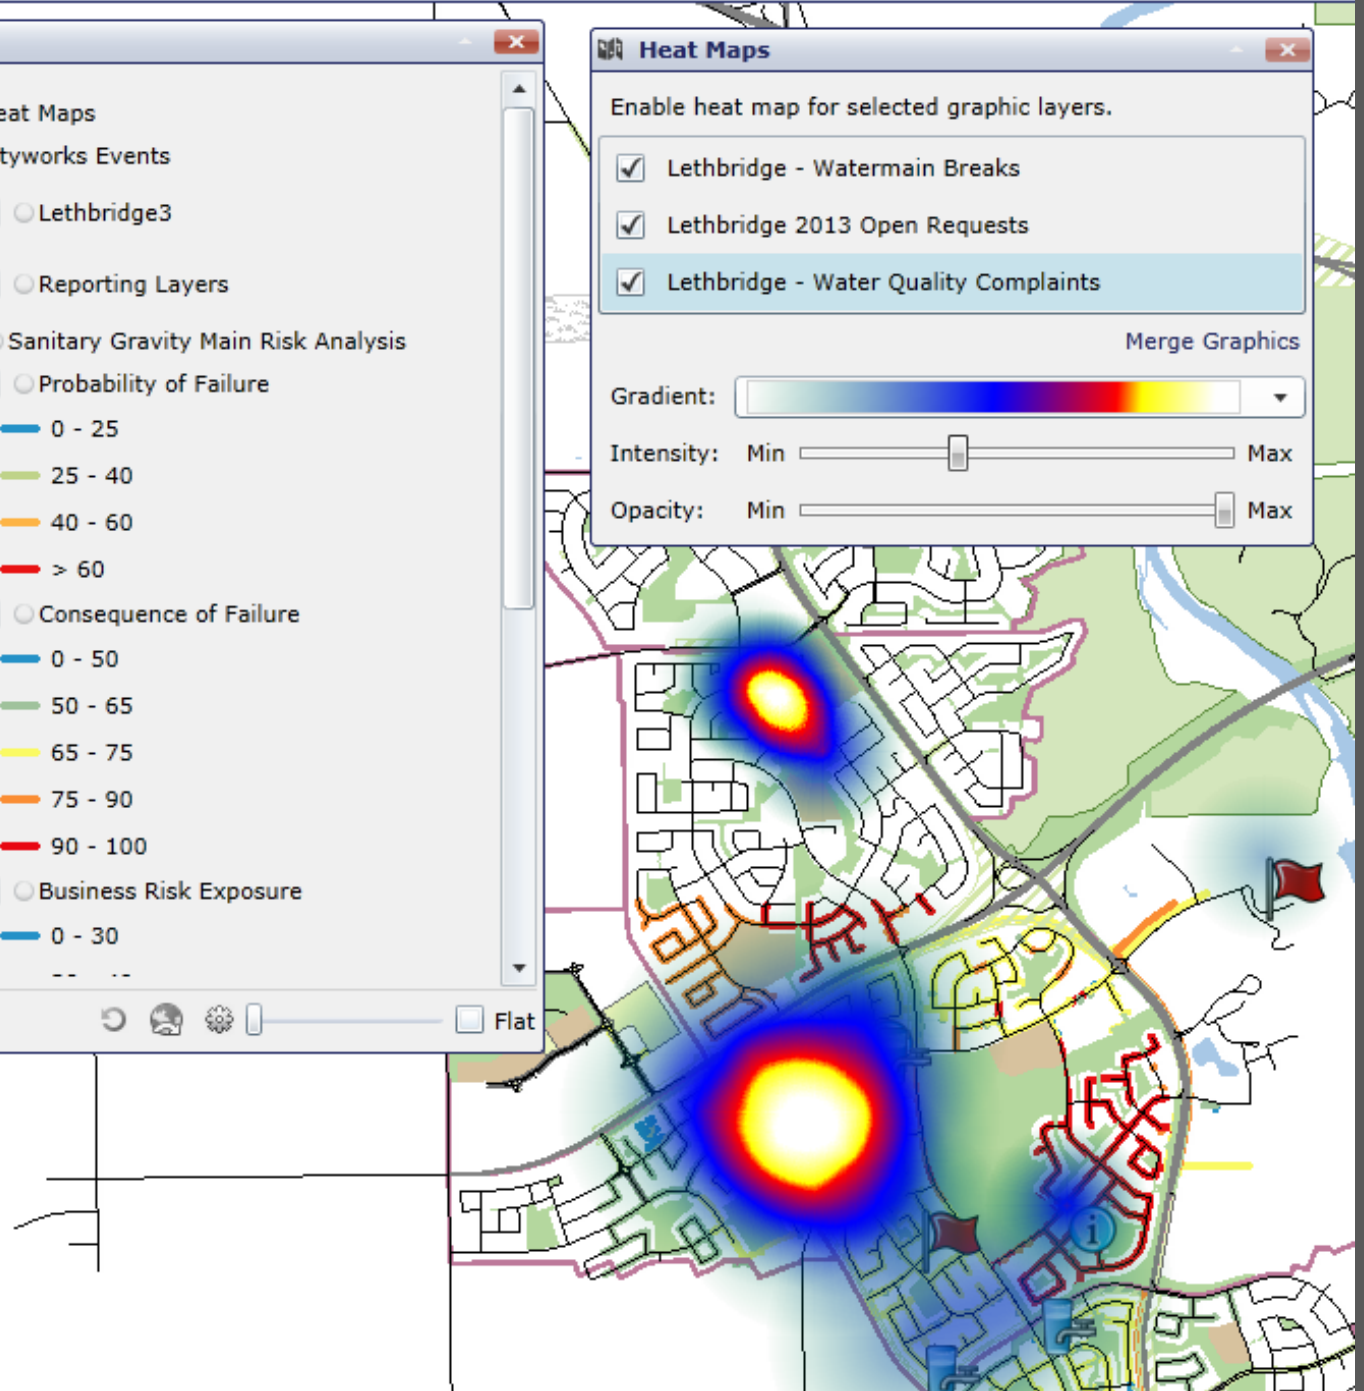 eat Maps
tyworks Events
Lethbridge3
Reporting Layers
Sanitary Gravity Main Risk Analysis
Probability of Failure
0 - 25
25 - 40
40 - 60
> 60
Consequence of Failure
0 - 50
50 - 65
65 - 75
75 - 90
90 - 100
Business Risk Exposure
0 - 30
Flat
Heat Maps
Enable heat map for selected graphic layers.
Lethbridge - Watermain Breaks
Lethbridge 2013 Open Requests
Lethbridge - Water Quality Complaints
Merge Graphics
Gradient:
Intensity: Min Max
Opacity: Min Max
i